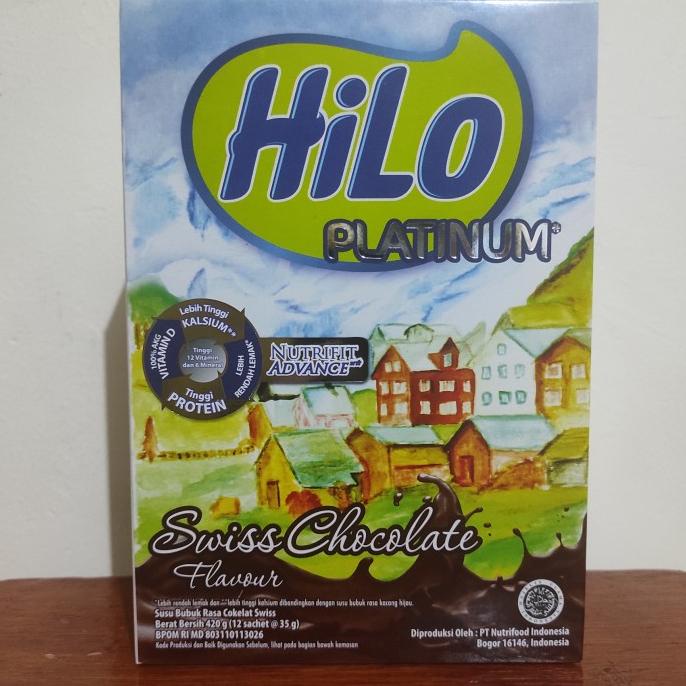 HiLo
PLATINUM*
Lebih Tinggi
KALSIUM**
100% AKG
VITAMIN D
Tinggi
12 Vitamin
dan 6 Mineral
LEBIH
RENDAH LEMAK*
Tinggi
PROTEIN
NUTRIFIT
ADVANCE
Swiss Chocolate
Flavour
*Lebih rendah lemak dan **lebih tinggi kalsium dibandingkan dengan susu bubuk rasa kacang hijau.
Susu Bubuk Rasa Cokelat Swiss
Berat Bersih 420 g (12 sachet @ 35 g)
BPOM RI MD 803110113026
Kode Produksi dan Baik Digunakan Sebelum, lihat pada bagian bawah kemasan
Diproduksi Oleh : PT Nutrifood Indonesia
Bogor 16146, Indonesia